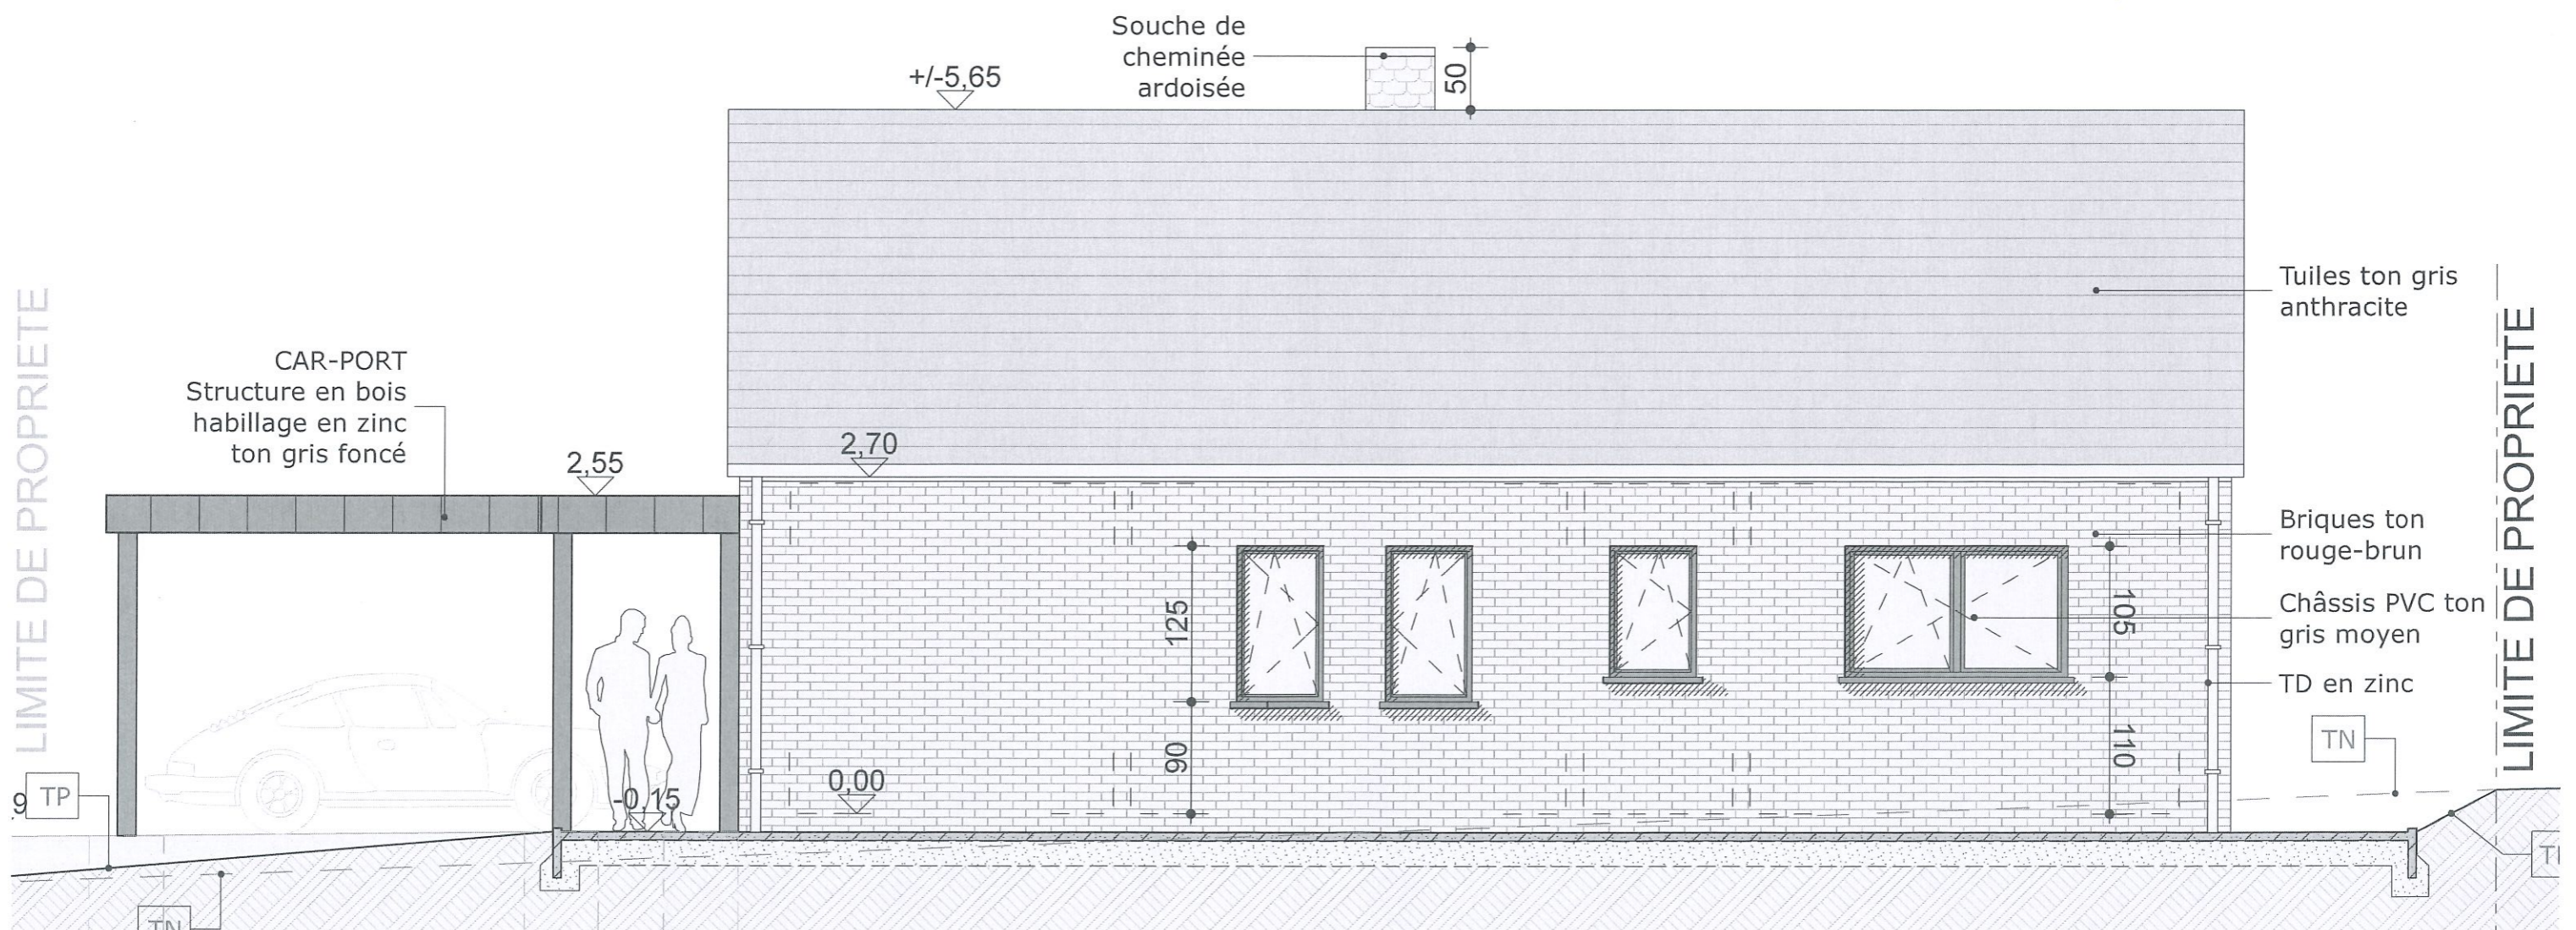 Souche de
cheminée
ardoisée
50
+/-5,65
LIMITE DE PROPRIETE
CAR-PORT
Structure en bois
habillage en zinc
ton gris foncé
2,55
2,70
Tuiles ton gris
anthracite
Briques ton
rouge-brun
Châssis PVC ton
gris moyen
TD en zinc
TN
LIMITE DE PROPRIETE
125
90
105
110
0,00
-0,15
9
TP
TN